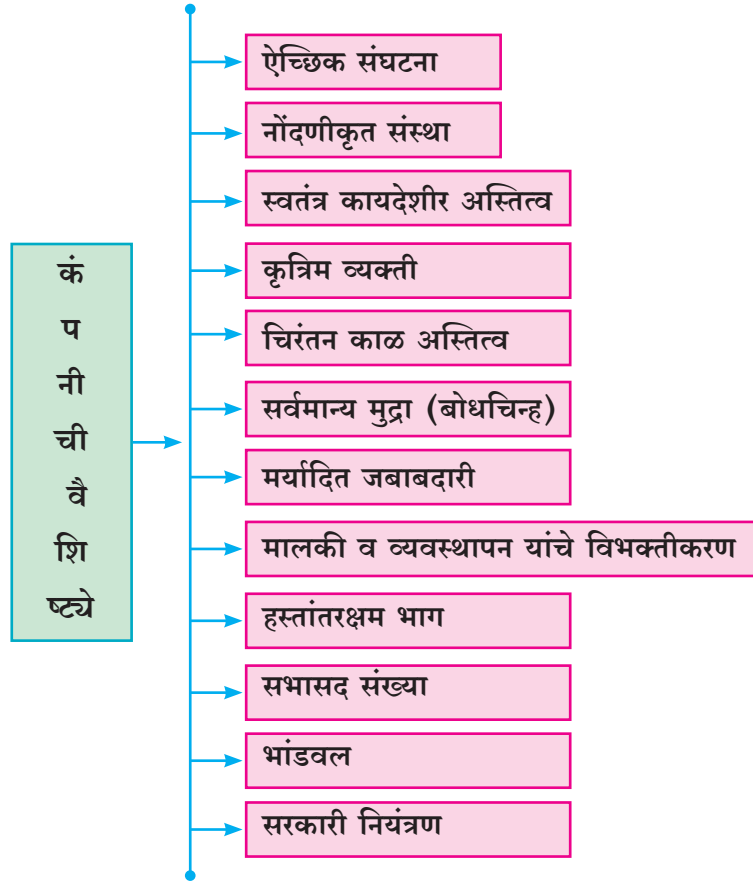 कं
प
नी
ची
वै
शि
ष्ट्ये
ऐच्छिक संघटना
नोंदणीकृत संस्था
स्वतंत्र कायदेशीर अस्तित्व
कृत्रिम व्यक्ती
चिरंतन काळ अस्तित्व
सर्वमान्य मुद्रा (बोधचिन्ह)
मर्यादित जबाबदारी
मालकी व व्यवस्थापन यांचे विभक्तीकरण
हस्तांतरक्षम भाग
सभासद संख्या
भांडवल
सरकारी नियंत्रण